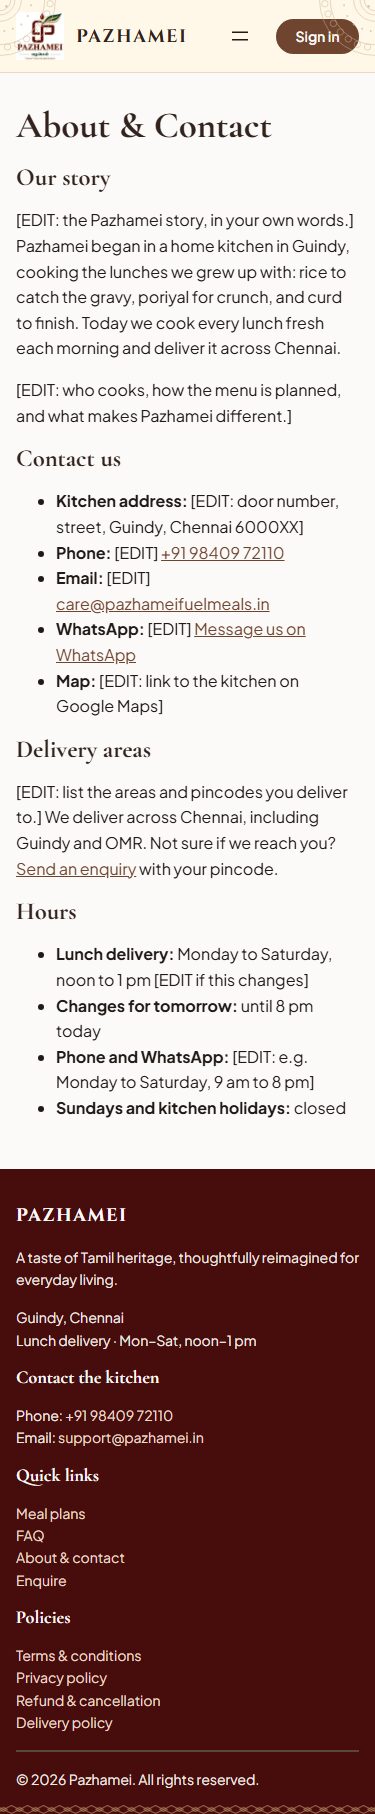 PAZHAMEI
PAZHAMEI
Sign in
About & Contact
Our story
[EDIT: the Pazhamei story, in your own words.]
Pazhamei began in a home kitchen in Guindy,
cooking the lunches we grew up with: rice to
catch the gravy, poriyal for crunch, and curd
to finish. Today we cook every lunch fresh
each morning and deliver it across Chennai.
[EDIT: who cooks, how the menu is planned,
and what makes Pazhamei different.]
Contact us
Kitchen address: [EDIT: door number,
street, Guindy, Chennai 6000XX]
Phone: [EDIT] +91 98409 72110
Email: [EDIT]
care@pazhameifuelmeals.in
WhatsApp: [EDIT] Message us on
WhatsApp
Map: [EDIT: link to the kitchen on
Google Maps]
Delivery areas
[EDIT: list the areas and pincodes you deliver
to.] We deliver across Chennai, including
Guindy and OMR. Not sure if we reach you?
Send an enquiry with your pincode.
Hours
Lunch delivery: Monday to Saturday,
noon to 1 pm [EDIT if this changes]
Changes for tomorrow: until 8 pm
today
Phone and WhatsApp: [EDIT: e.g.
Monday to Saturday, 9 am to 8 pm]
Sundays and kitchen holidays: closed
PAZHAMEI
A taste of Tamil heritage, thoughtfully reimagined for
everyday living.
Guindy, Chennai
Lunch delivery · Mon–Sat, noon–1 pm
Contact the kitchen
Phone: +91 98409 72110
Email: support@pazhamei.in
Quick links
Meal plans
FAQ
About & contact
Enquire
Policies
Terms & conditions
Privacy policy
Refund & cancellation
Delivery policy
© 2026 Pazhamei. All rights reserved.